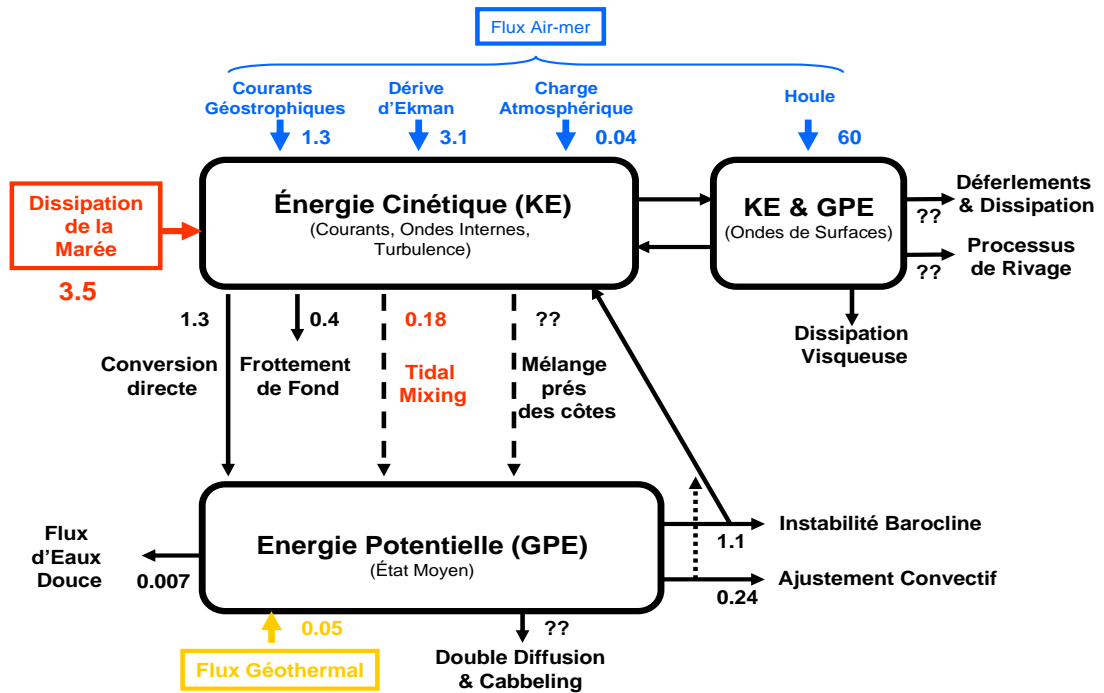 Flux Air-mer
Courants
Géostrophiques
1.3
Dérive
d’Ekman
3.1
Charge
Atmosphérique
0.04
Houle
60
Dissipation
de la
Marée
3.5
Énergie Cinétique (KE)
(Courants, Ondes Internes,
Turbulence)
KE & GPE
(Ondes de Surfaces)
Déferlements
& Dissipation
??
Processus
de Rivage
??
Dissipation
Visqueuse
1.3
Conversion
directe
0.4
Frottement
de Fond
0.18
Tidal
Mixing
??
Mélange
prés
des côtes
Flux
d’Eaux
Douce
0.007
Energie Potentielle (GPE)
(État Moyen)
Instabilité Barocline
1.1
Ajustement Convectif
0.24
0.05
Flux Géothermal
??
Double Diffusion
& Cabbeling